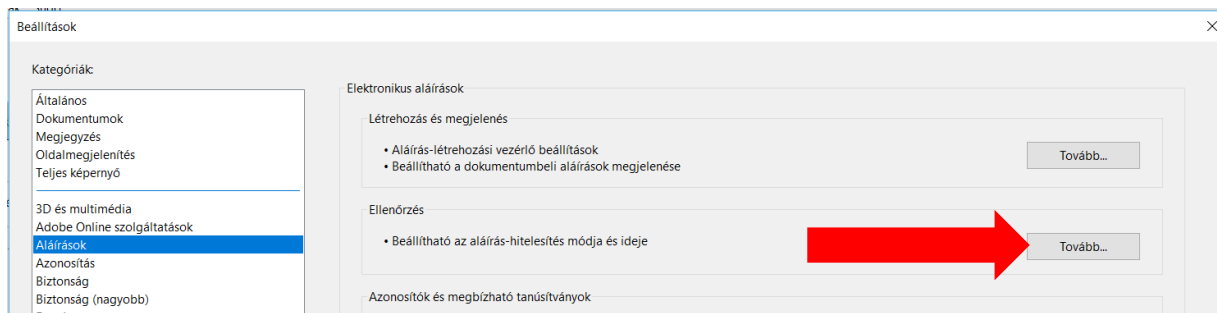 Beállítások
Kategóriák:
Általános
Dokumentumok
Megjegyzés
Oldalmegjelenítés
Teljes képernyő
3D és multimédia
Adobe Online szolgáltatások
Aláírások
Azonosítás
Biztonság
Biztonság (nagyobb)
Elektronikus aláírások
Létrehozás és megjelenés
• Aláírás-létrehozási vezérlő beállítások
• Beállítható a dokumentumbeli aláírások megjelenése
Tovább...
Ellenőrzés
• Beállítható az aláírás-hitelesítés módja és ideje
Tovább...
Azonosítók és megbízható tanúsítványok